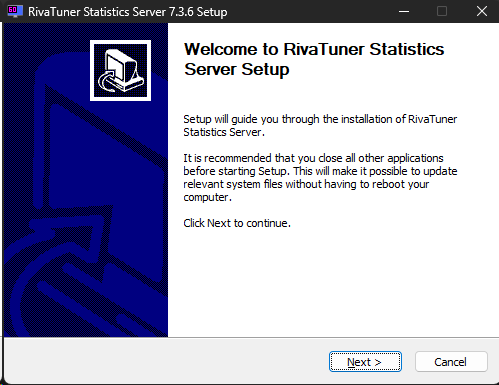 RivaTuner Statistics Server 7.3.6 Setup
Welcome to RivaTuner Statistics
Server Setup
Setup will guide you through the installation of RivaTuner
Statistics Server.
It is recommended that you close all other applications
before starting Setup. This will make it possible to update
relevant system files without having to reboot your
computer.
Click Next to continue.
Next >
Cancel